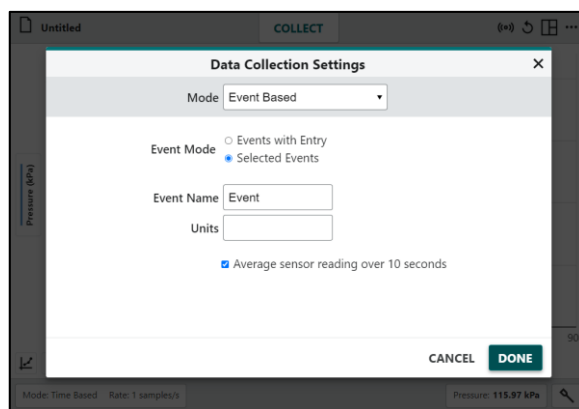 Untitled
COLLECT
Data Collection Settings
Mode Event Based
Event Mode
Events with Entry
Selected Events
Event Name Event
Units
Average sensor reading over 10 seconds
Pressure (kPa)
90
CANCEL DONE
Mode: Time Based Rate: 1 samples/s Pressure: 115.97 kPa